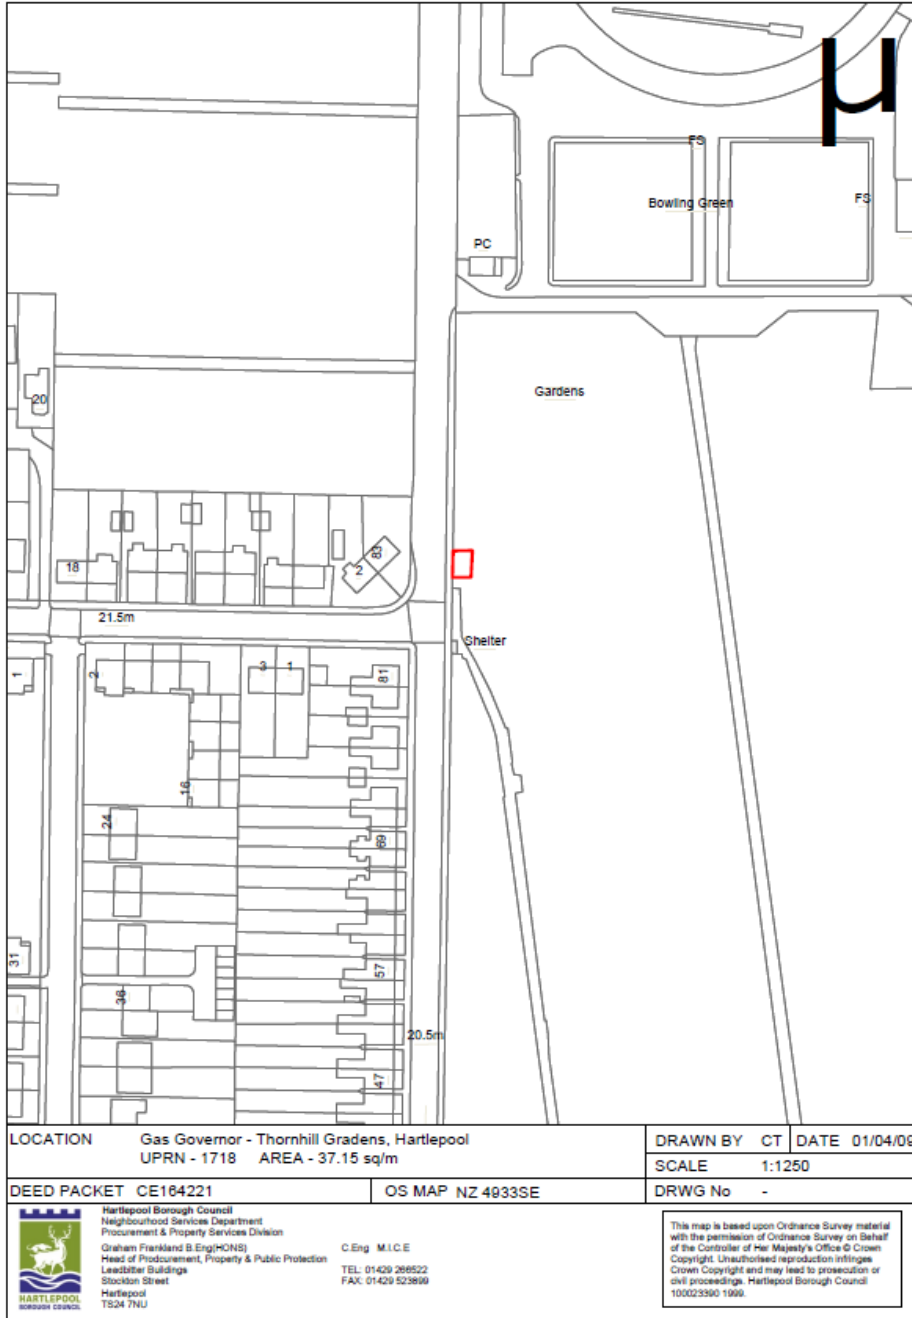 µ
FS
Bowling Green
FS
PC
Gardens
20
83
18
2
21.5m
Shelter
1
2
3
1
81
16
24
69
31
57
36
20.5m
47
LOCATION Gas Governor - Thornhill Gradens, Hartlepool
UPRN - 1718 AREA - 37.15 sq/m
DRAWN BY CT DATE 01/04/09
SCALE 1:1250
DEED PACKET CE164221 OS MAP NZ 4933SE DRWG No -
HARTLEPOOL
BOROUGH COUNCIL
Hartlepool Borough Council
Neighbourhood Services Department
Procurement & Property Services Division
Graham Frankland B.Eng(HONS) C.Eng M.I.C.E
Head of Prodcurement, Property & Public Protection
Leadbitter Buildings TEL: 01429 266522
Stockton Street FAX: 01429 523899
Hartlepool
TS24 7NU
This map is based upon Ordnance Survey material
with the permission of Ordnance Survey on Behalf
of the Controller of Her Majesty's Office © Crown
Copyright. Unauthorised reproduction infringes
Crown Copyright and may lead to prosecution or
civil proceedings. Hartlepool Borough Council
100023390 1999.